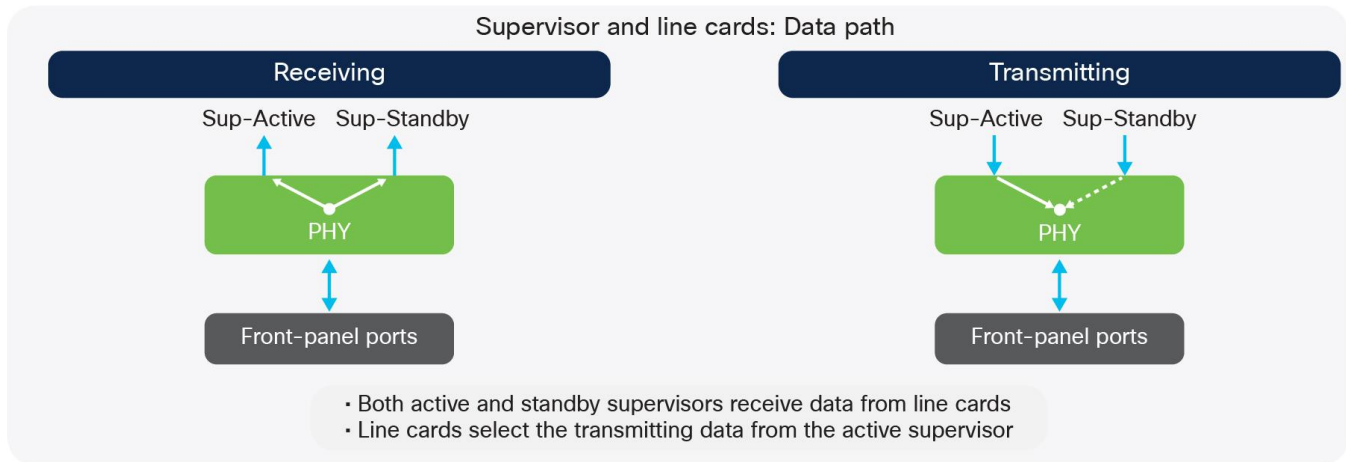 Supervisor and line cards: Data path
Receiving
Sup-Active Sup-Standby
PHY
Front-panel ports
Transmitting
Sup-Active Sup-Standby
PHY
Front-panel ports
▪ Both active and standby supervisors receive data from line cards
▪ Line cards select the transmitting data from the active supervisor